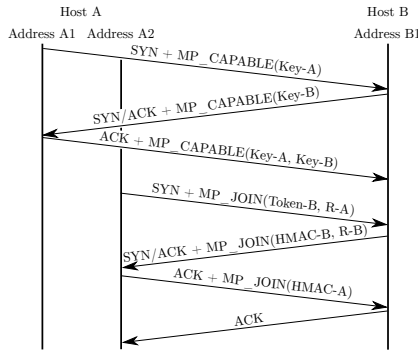 Host A Host B
Address A1 Address A2 Address B1
SYN + MP_CAPABLE(Key-A)
SYN/ACK + MP_CAPABLE(Key-B)
ACK + MP_CAPABLE(Key-A, Key-B)
SYN + MP_JOIN(Token-B, R-A)
SYN/ACK + MP_JOIN(HMAC-B, R-B)
ACK + MP_JOIN(HMAC-A)
ACK